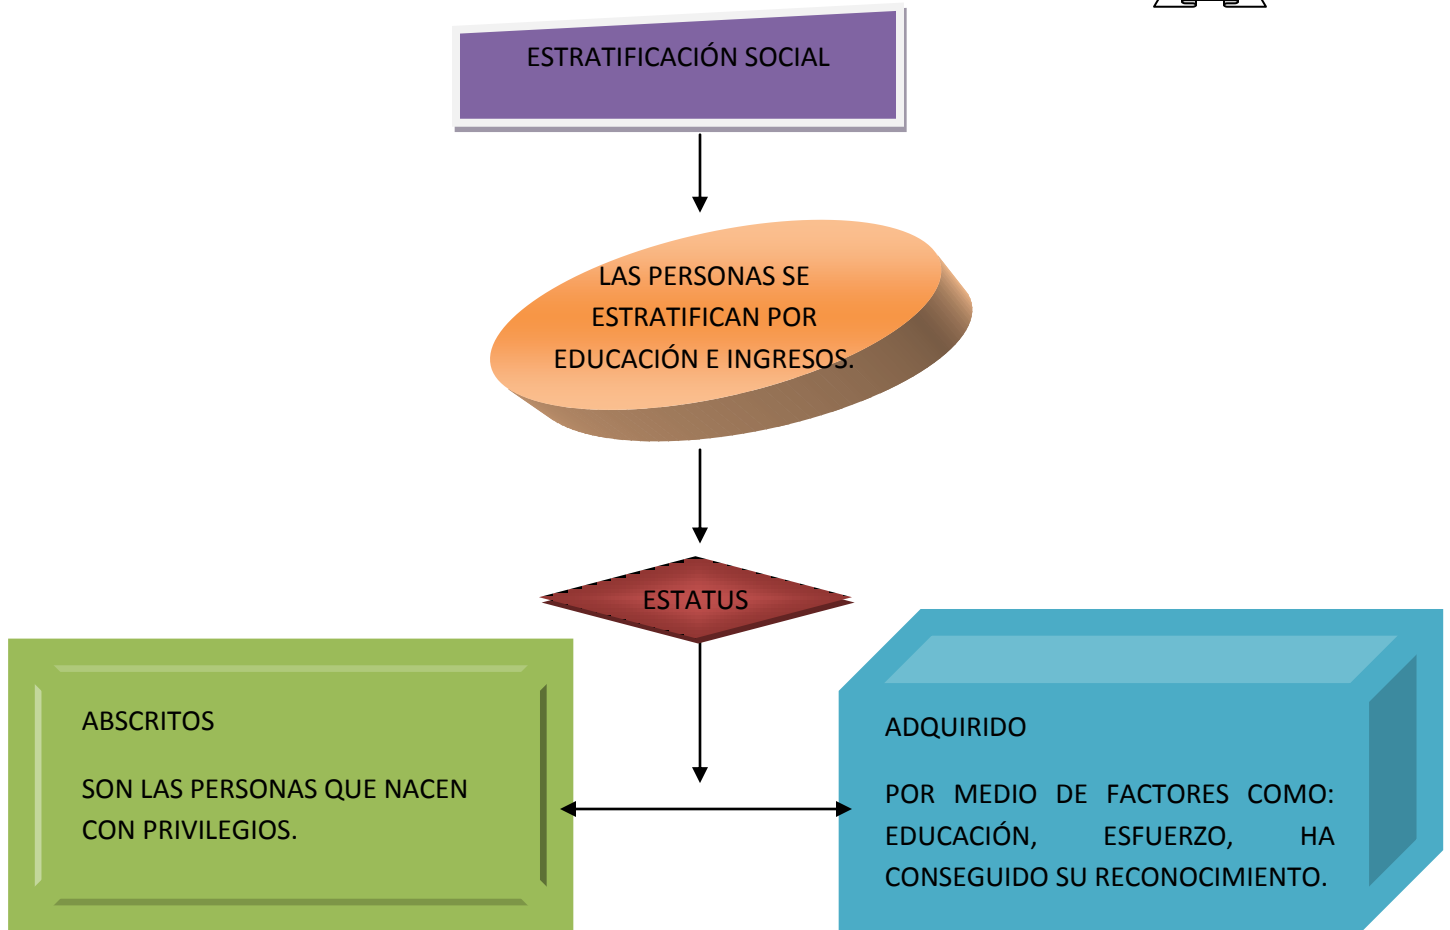 ESTRATIFICACIÓN SOCIAL
LAS PERSONAS SE
ESTRATIFICAN POR
EDUCACIÓN E INGRESOS.
ESTATUS
ABSCRITOS
SON LAS PERSONAS QUE NACEN
CON PRIVILEGIOS.
ADQUIRIDO
POR MEDIO DE FACTORES COMO:
EDUCACIÓN, ESFUERZO, HA
CONSEGUIDO SU RECONOCIMIENTO.